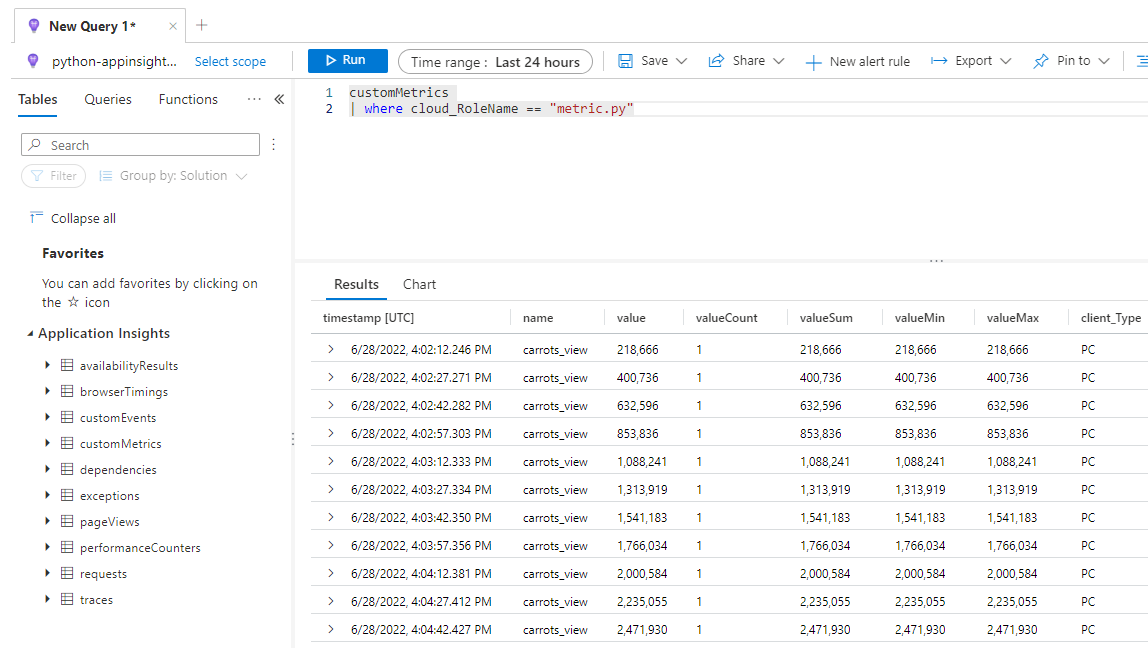 New Query 1*
python-appinsight... Select scope
Run
Time range : Last 24 hours
Save
Share
New alert rule
Export
Pin to
Tables Queries Functions
Search
Filter
Group by: Solution
Collapse all
Favorites
You can add favorites by clicking on
the ☆ icon
Application Insights
availabilityResults
browserTimings
customEvents
customMetrics
dependencies
exceptions
pageViews
performanceCounters
requests
traces
1 customMetrics
2 | where cloud_RoleName == "metric.py"
Results Chart
timestamp [UTC] name value valueCount valueSum valueMin valueMax client_Type
6/28/2022, 4:02:12.246 PM carrots_view 218,666 1 218,666 218,666 218,666 PC
6/28/2022, 4:02:27.271 PM carrots_view 400,736 1 400,736 400,736 400,736 PC
6/28/2022, 4:02:42.282 PM carrots_view 632,596 1 632,596 632,596 632,596 PC
6/28/2022, 4:02:57.303 PM carrots_view 853,836 1 853,836 853,836 853,836 PC
6/28/2022, 4:03:12.333 PM carrots_view 1,088,241 1 1,088,241 1,088,241 1,088,241 PC
6/28/2022, 4:03:27.334 PM carrots_view 1,313,919 1 1,313,919 1,313,919 1,313,919 PC
6/28/2022, 4:03:42.350 PM carrots_view 1,541,183 1 1,541,183 1,541,183 1,541,183 PC
6/28/2022, 4:03:57.356 PM carrots_view 1,766,034 1 1,766,034 1,766,034 1,766,034 PC
6/28/2022, 4:04:12.381 PM carrots_view 2,000,584 1 2,000,584 2,000,584 2,000,584 PC
6/28/2022, 4:04:27.412 PM carrots_view 2,235,055 1 2,235,055 2,235,055 2,235,055 PC
6/28/2022, 4:04:42.427 PM carrots_view 2,471,930 1 2,471,930 2,471,930 2,471,930 PC